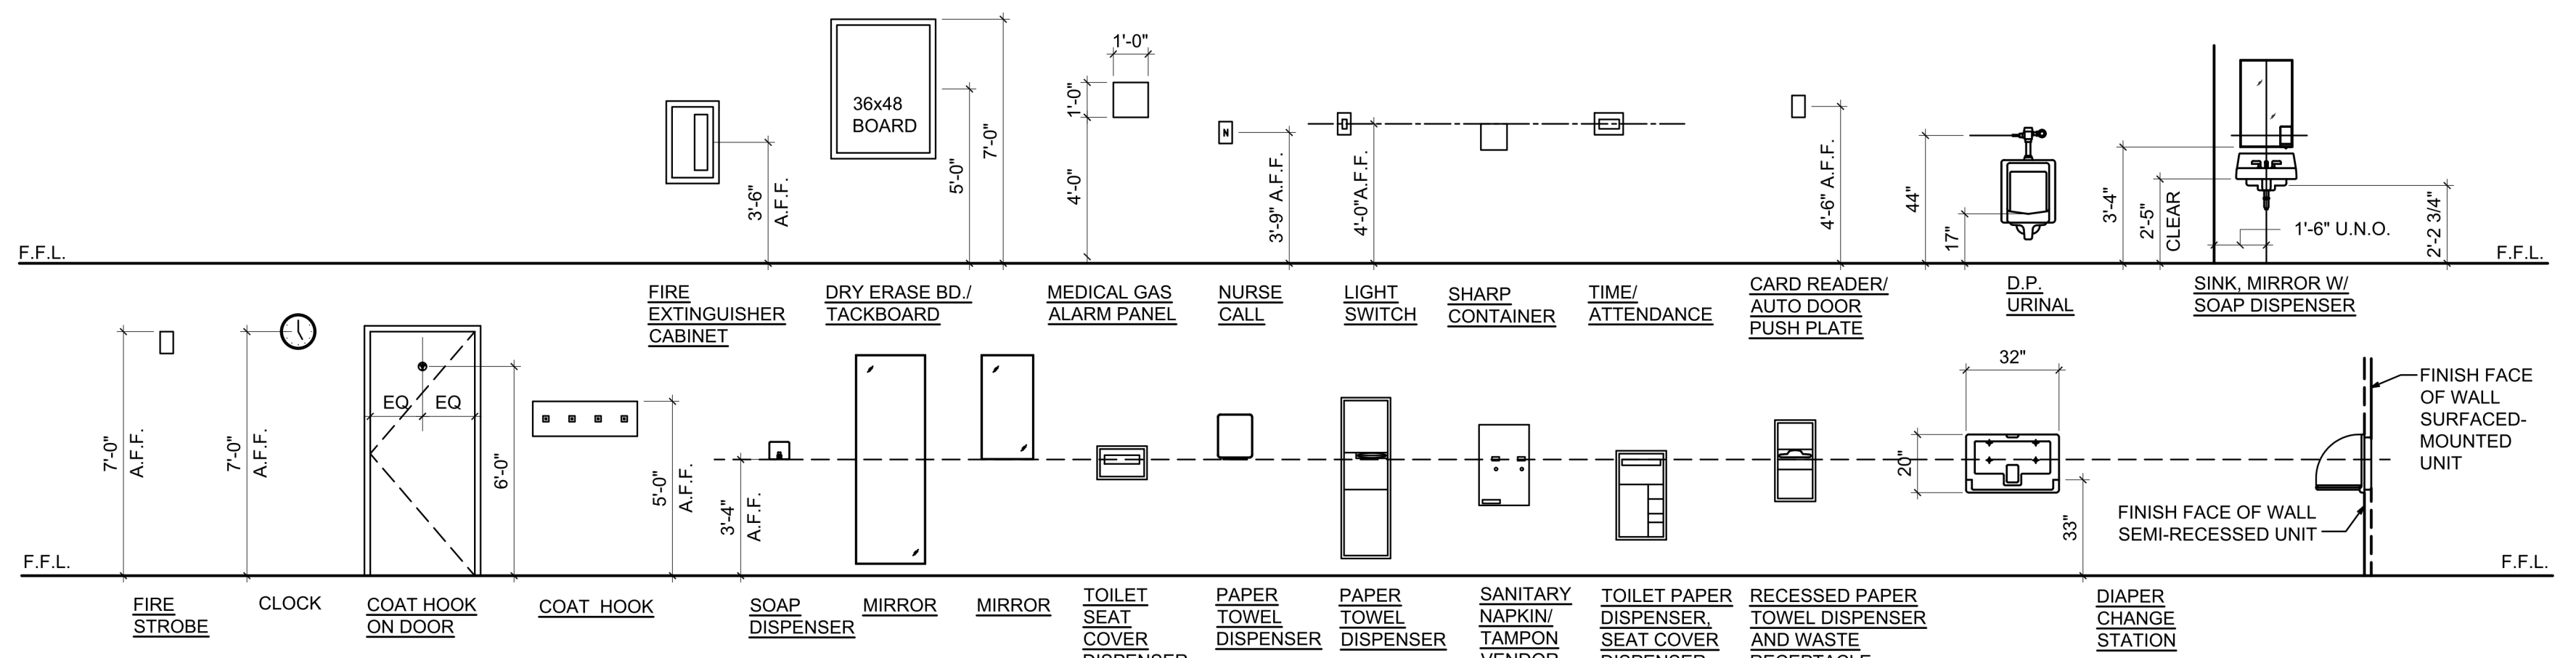 1'-0"
36x48
BOARD
3'-6"
A.F.F.
5'-0"
7'-0"
1'-0"
4'-0"
N
3'-9" A.F.F.
4'-0"A.F.F.
4'-6" A.F.F.
44"
17"
3'-4"
2'-5"
CLEAR
1'-6" U.N.O.
2'-2 3/4"
F.F.L.
F.F.L.
FIRE
EXTINGUISHER
CABINET
DRY ERASE BD./
TACKBOARD
MEDICAL GAS
ALARM PANEL
NURSE
CALL
LIGHT
SWITCH
SHARP
CONTAINER
TIME/
ATTENDANCE
CARD READER/
AUTO DOOR
PUSH PLATE
D.P.
URINAL
SINK, MIRROR W/
SOAP DISPENSER
7'-0"
A.F.F.
7'-0"
A.F.F.
EQ
EQ
6'-0"
5'-0"
A.F.F.
3'-4"
A.F.F.
32"
20"
33"
FINISH FACE
OF WALL
SURFACED-
MOUNTED
UNIT
FINISH FACE OF WALL
SEMI-RECESSED UNIT
F.F.L.
F.F.L.
FIRE
STROBE
CLOCK
COAT HOOK
ON DOOR
COAT HOOK
SOAP
DISPENSER
MIRROR
MIRROR
TOILET
SEAT
COVER
DISPENSER
PAPER
TOWEL
DISPENSER
PAPER
TOWEL
DISPENSER
SANITARY
NAPKIN/
TAMPON
VENDOR
TOILET PAPER
DISPENSER,
SEAT COVER
DISPENSER
RECESSED PAPER
TOWEL DISPENSER
AND WASTE
RECEPTACLE
DIAPER
CHANGE
STATION